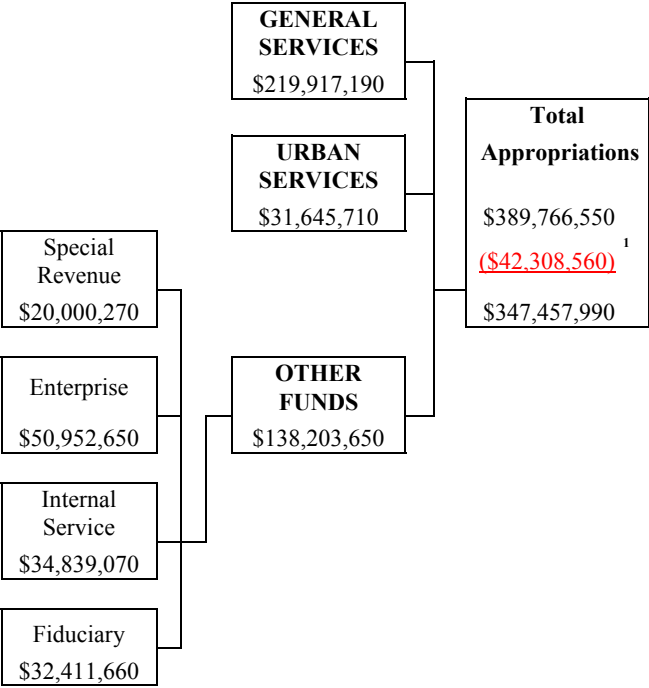 GENERAL
SERVICES
$219,917,190
URBAN
SERVICES
$31,645,710
Total
Appropriations
$389,766,550
($42,308,560) 1
$347,457,990
Special
Revenue
$20,000,270
Enterprise
$50,952,650
OTHER
FUNDS
$138,203,650
Internal
Service
$34,839,070
Fiduciary
$32,411,660